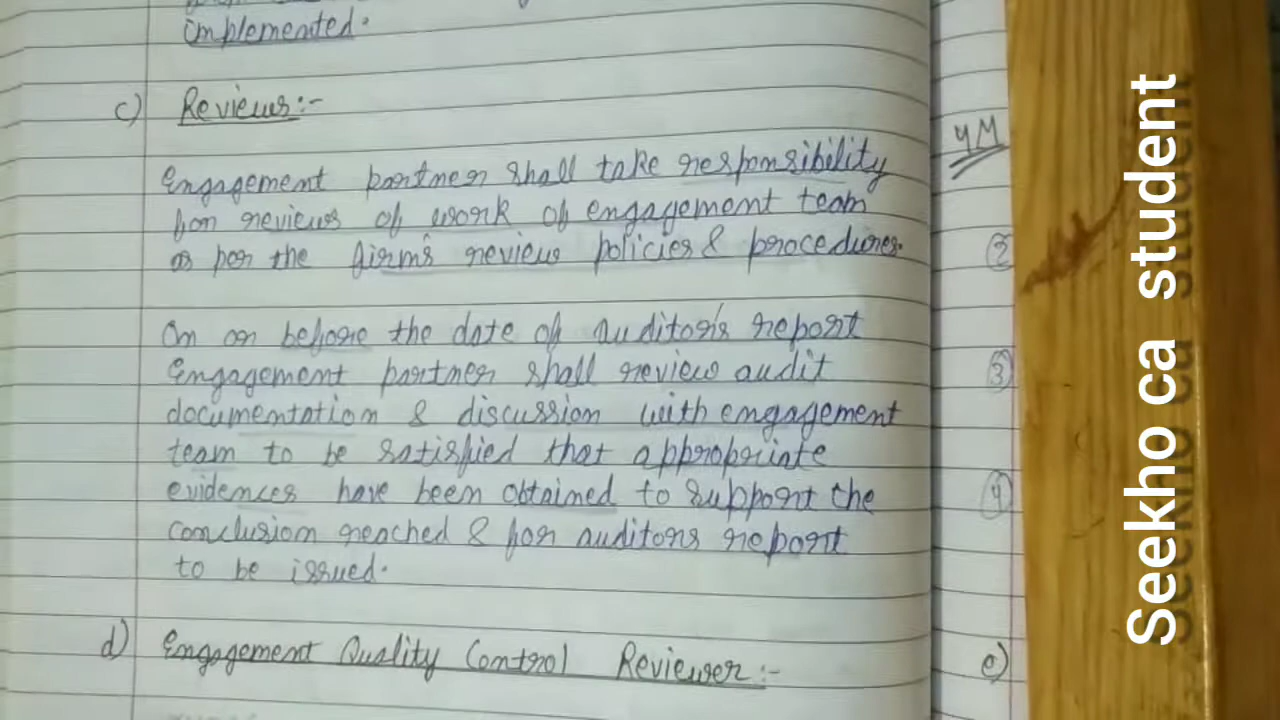 implemented.
c) Reviews:-
Engagement partner shall take responsibility
for reviews of work of engagement team
as per the firm's review policies & procedures.
On or before the date of auditor's report
Engagement partner shall review audit
documentation & discussion with engagement
team to be satisfied that appropriate
evidences have been obtained to support the
conclusion reached & for auditors report
to be issued.
d) Engagement Quality Control Reviewer:-
4M
2
3
4
e)
Seekho ca student